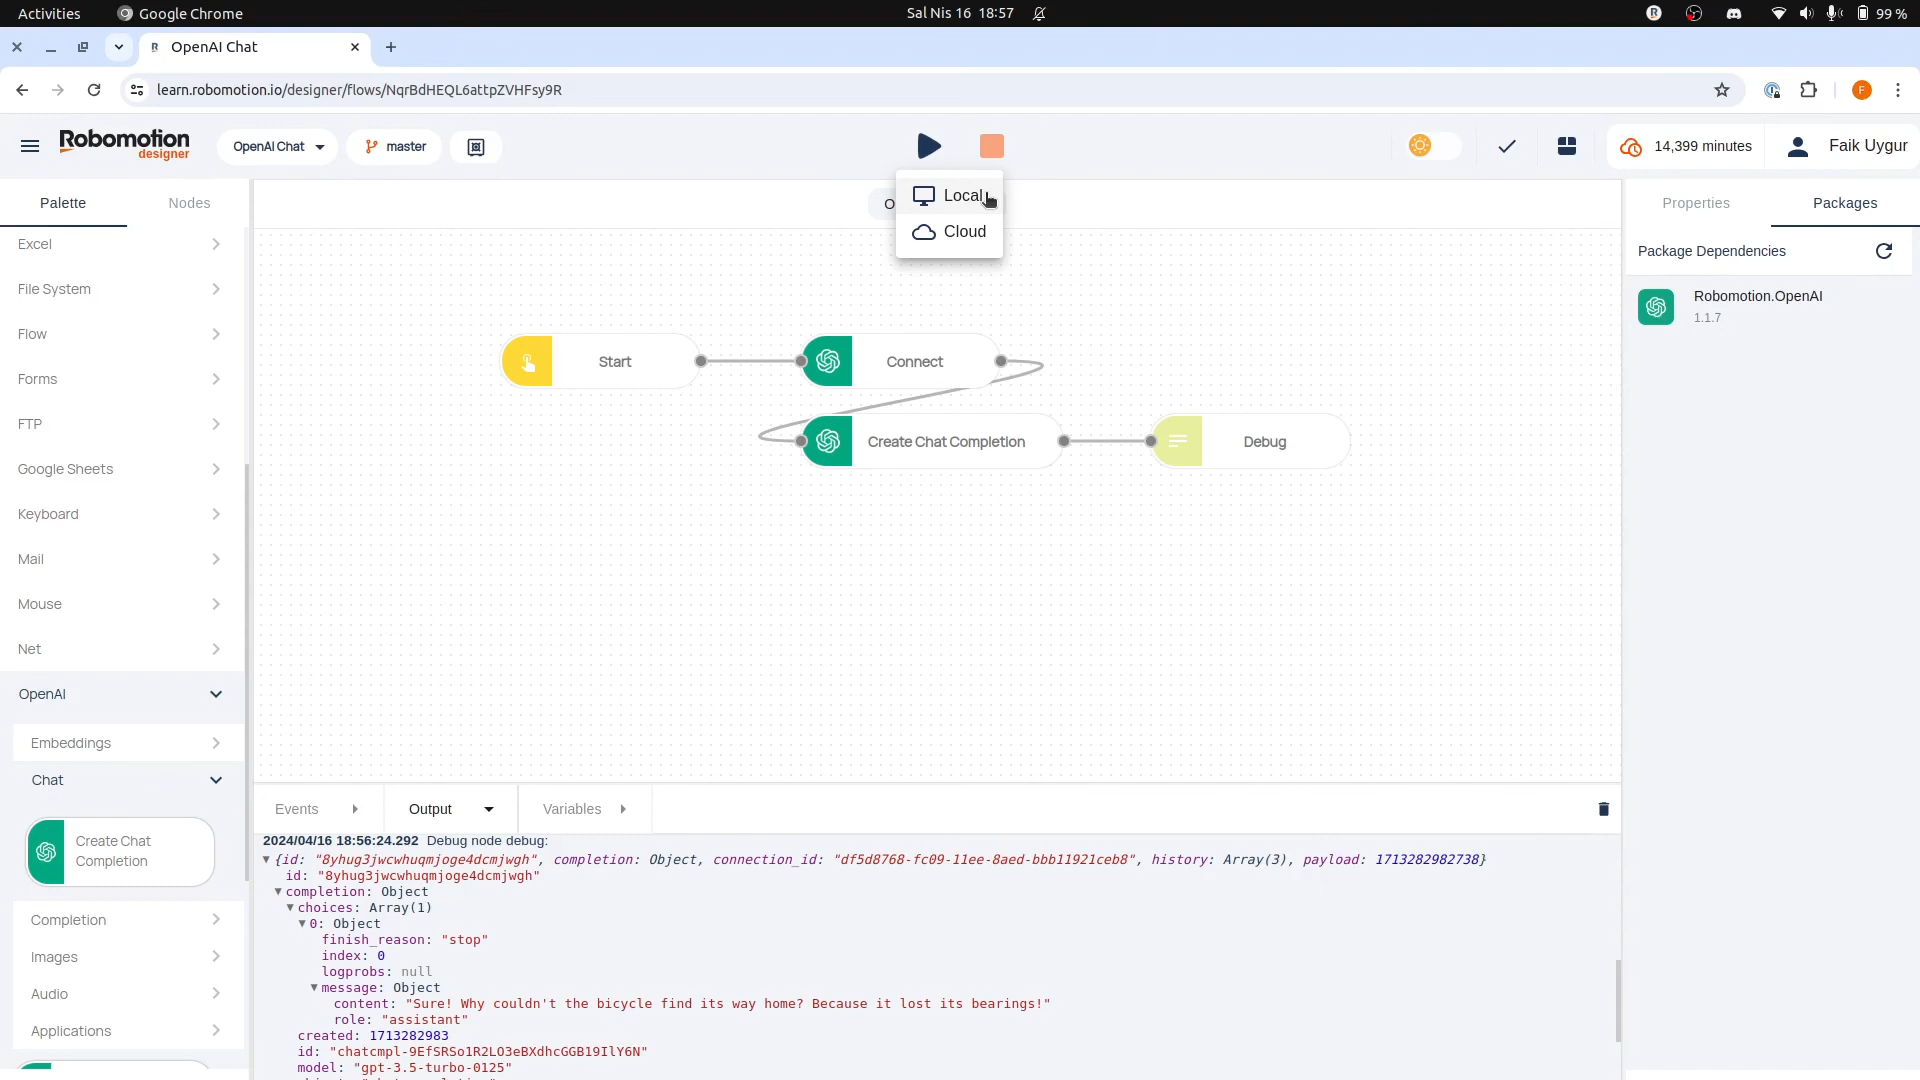 Activities
Google Chrome
Sal Nis 16 18:57
99 %
OpenAI Chat
learn.robomotion.io/designer/flows/NqrBdHEQL6attpZVHFsy9R
F
Robomotion
designer
OpenAI Chat
master
14,399 minutes
Faik Uygur
Local
Cloud
Palette
Nodes
Properties
Packages
Package Dependencies
Robomotion.OpenAI
1.1.7
Excel
File System
Flow
Forms
FTP
Google Sheets
Keyboard
Mail
Mouse
Net
OpenAI
Embeddings
Chat
Create Chat
Completion
Completion
Images
Audio
Applications
Start
Connect
Create Chat Completion
Debug
Events
Output
Variables
2024/04/16 18:56:24.292 Debug node debug:
{id: "8yhug3jwcwhuqmjoge4dcmjwgh", completion: Object, connection_id: "df5d8768-fc09-11ee-8aed-bbb11921ceb8", history: Array(3), payload: 1713282982738}
id: "8yhug3jwcwhuqmjoge4dcmjwgh"
completion: Object
choices: Array(1)
0: Object
finish_reason: "stop"
index: 0
logprobs: null
message: Object
content: "Sure! Why couldn't the bicycle find its way home? Because it lost its bearings!"
role: "assistant"
created: 1713282983
id: "chatcmpl-9EfSRSo1R2LO3eBXdhcGGB19IlY6N"
model: "gpt-3.5-turbo-0125"